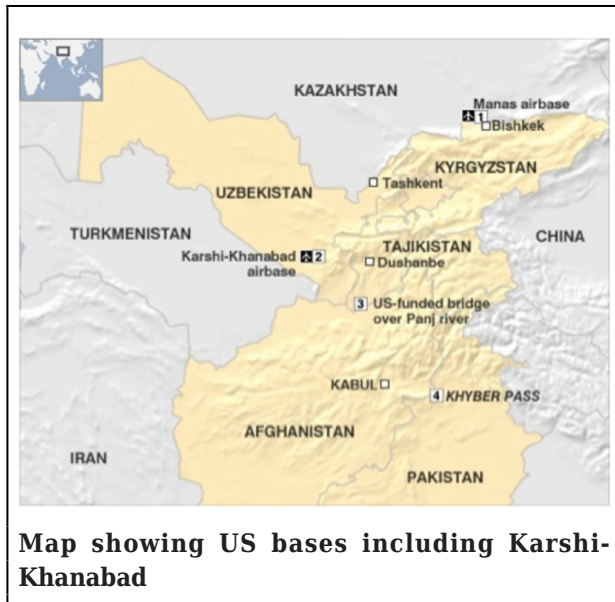 KAZAKHSTAN
Manas airbase
1
Bishkek
KYRGYZSTAN
Tashkent
UZBEKISTAN
TURKMENISTAN
CHINA
TAJIKISTAN
Karshi-Khanabad 2
airbase
Dushanbe
3 US-funded bridge
over Panj river
KABUL
4 KHYBER PASS
AFGHANISTAN
IRAN
PAKISTAN
Map showing US bases including Karshi-
Khanabad